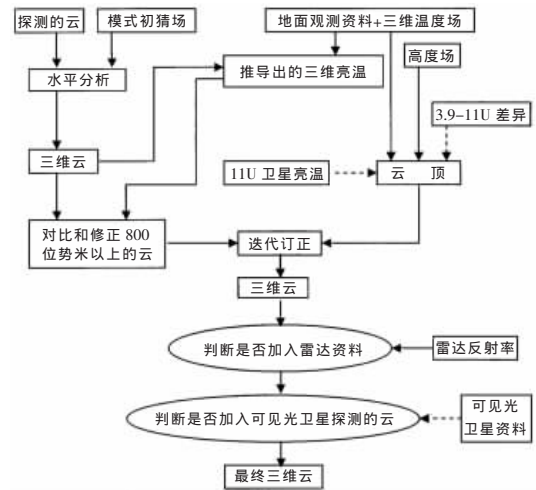 探测的云
模式初猜场
地面观测资料+三维温度场
高度场
水平分析
推导出的三维亮温
3.9-11U 差异
三维云
11U 卫星亮温
云 顶
对比和修正 800
位势米以上的云
迭代订正
三维云
判断是否加入雷达资料
雷达反射率
判断是否加入可见光卫星探测的云
可见光
卫星资料
最终三维云